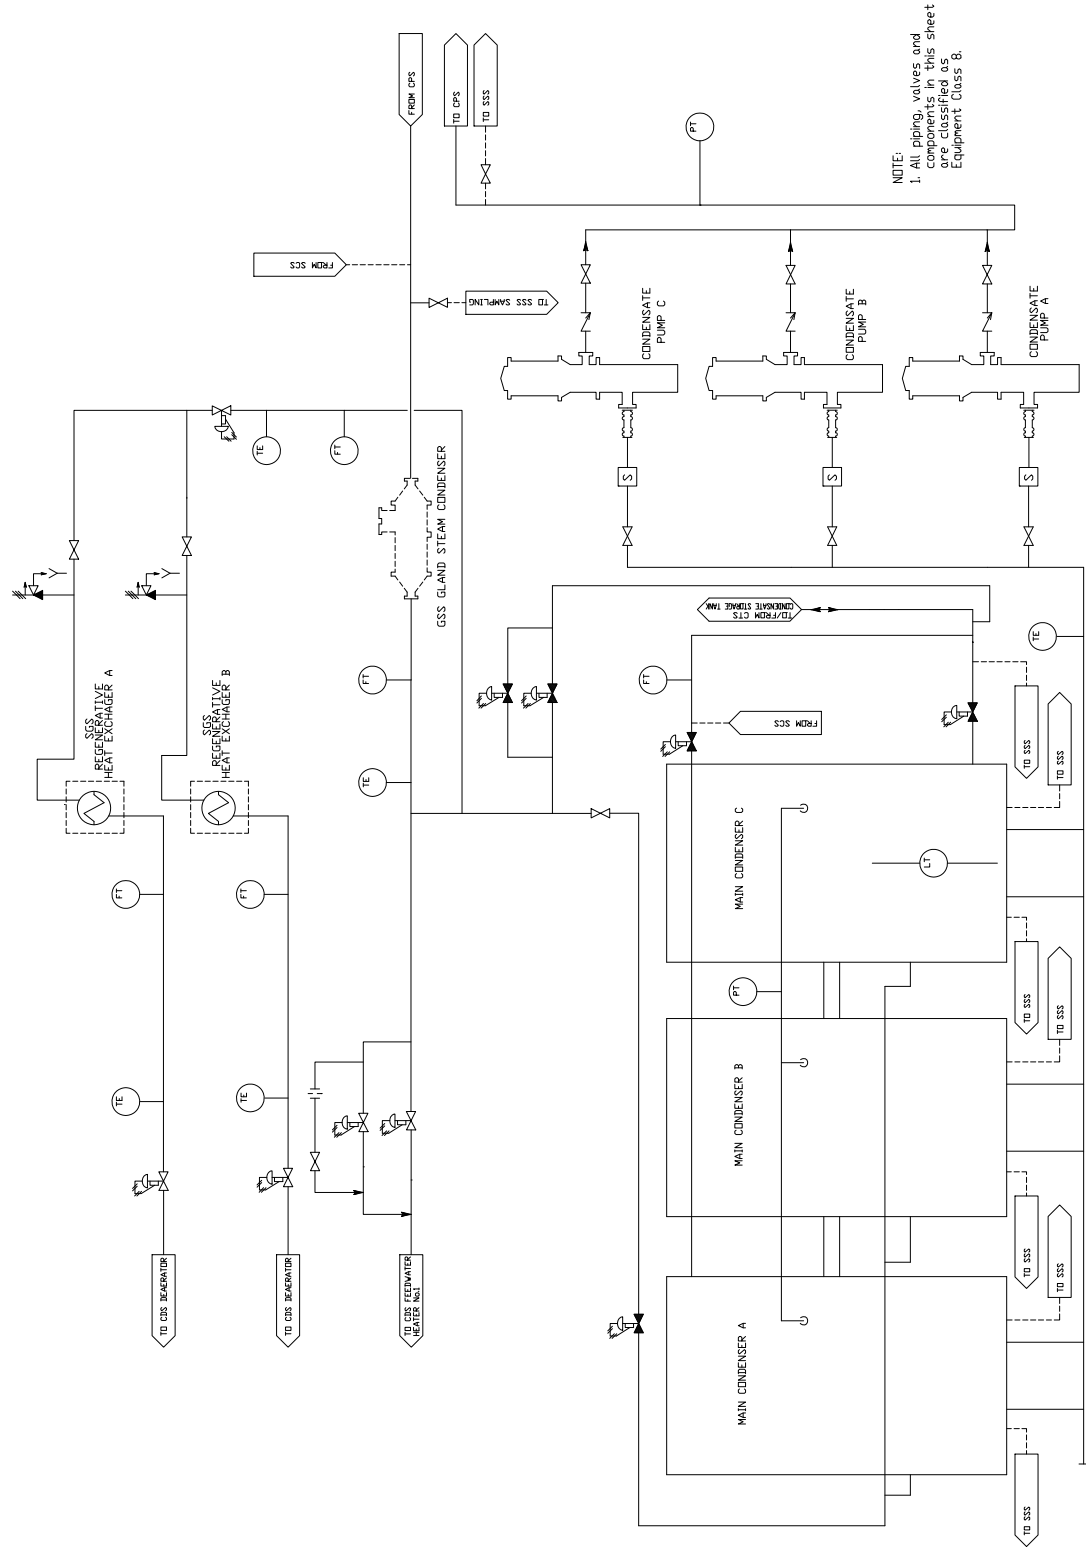 FROM CPS
TO CPS
TO SSS
PT
NOTE:
1. All piping, valves and
components in this sheet
are classified as
Equipment Class 8.
FROM SCS
TO SSS SAMPLING
CONDENSATE
PUMP C
CONDENSATE
PUMP B
CONDENSATE
PUMP A
TE
FT
S
S
S
GSS GLAND STEAM CONDENSER
SGS
REGENERATIVE
HEAT EXCHAGER A
SGS
REGENERATIVE
HEAT EXCHAGER B
FT
TE
TO/FROM CTS
CONDENSATE STORAGE TANK
TE
FT
FROM SCS
TO SSS
TO SSS
MAIN CONDENSER C
LT
FT
FT
PT
TO SSS
TO SSS
MAIN CONDENSER B
TE
TE
TO SSS
TO SSS
MAIN CONDENSER A
TO SSS
TO CDS DEAERATOR
TO CDS DEAERATOR
TO CDS FEEDWATER
HEATER No.1